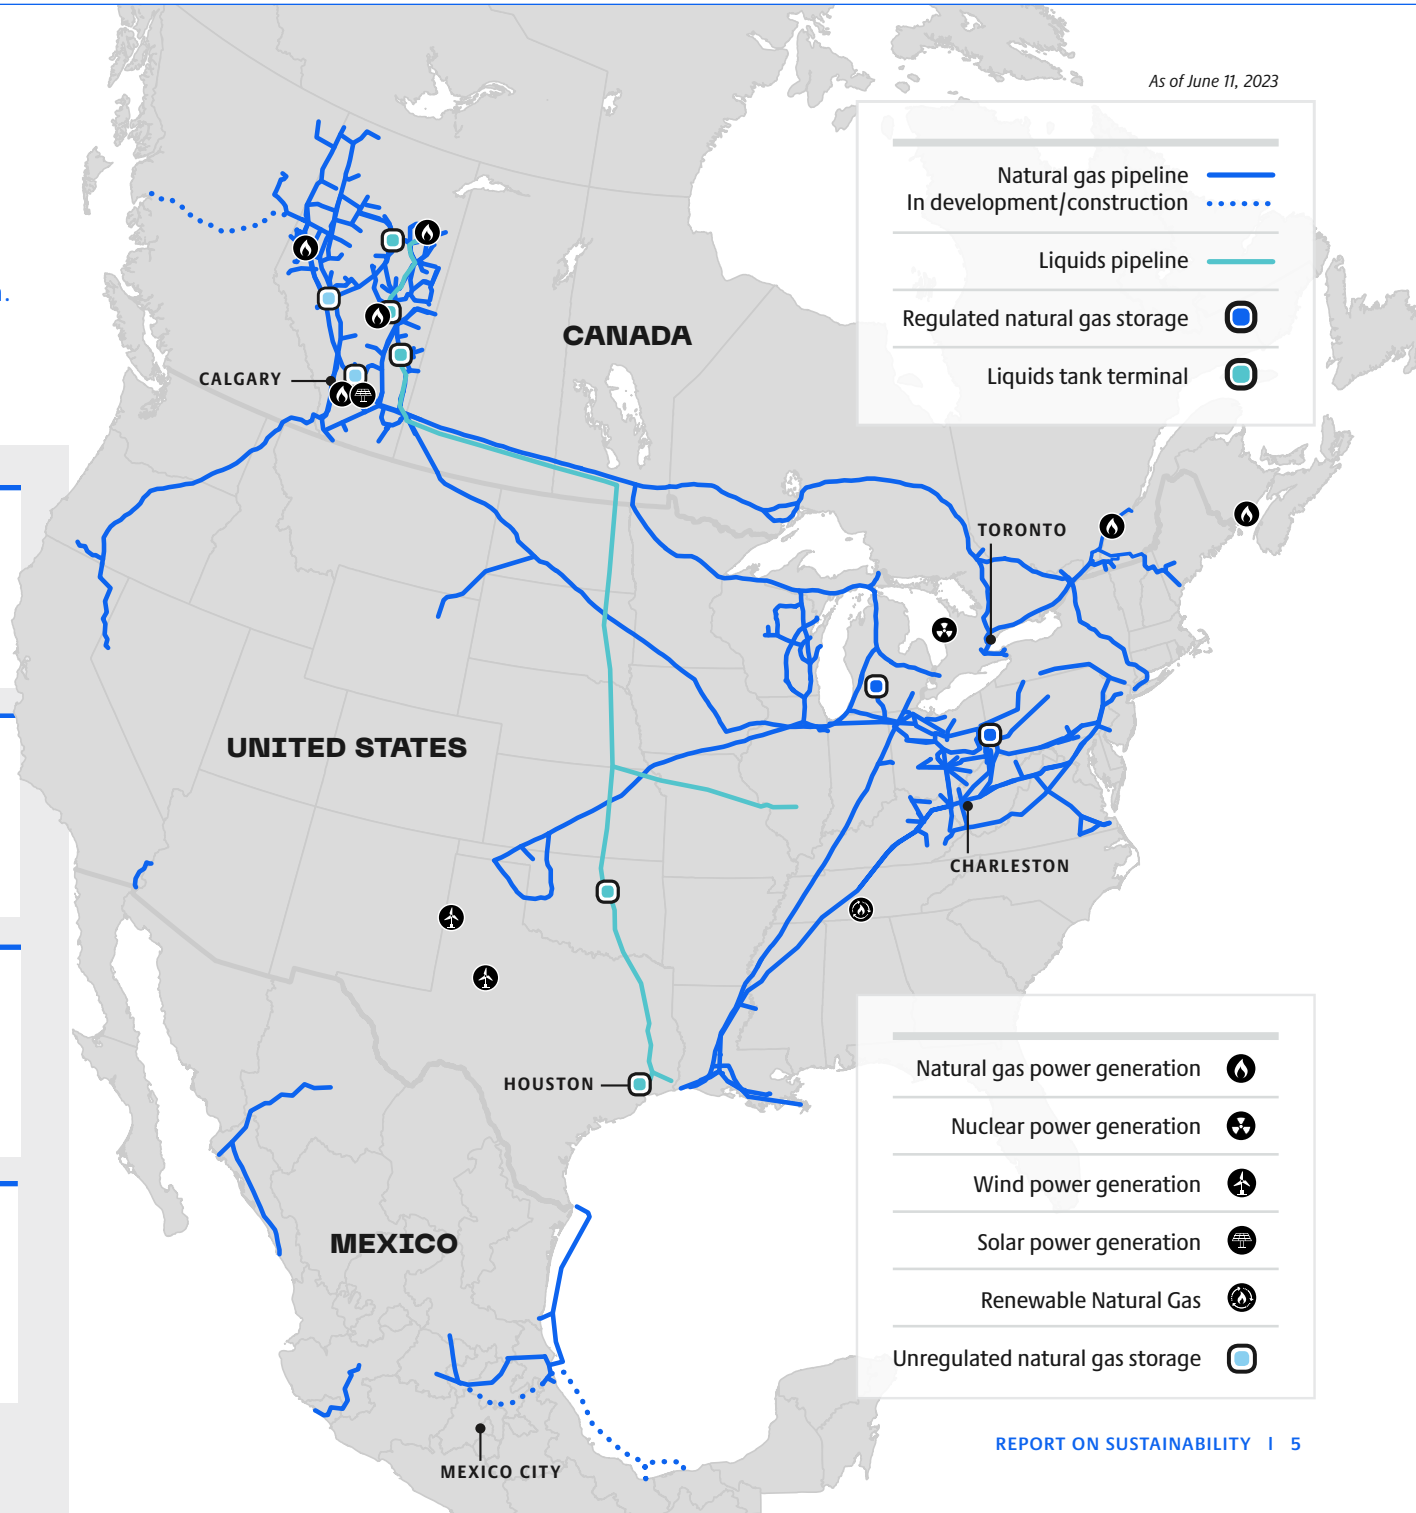 As of June 11, 2023
Natural gas pipeline
In development/construction
Liquids pipeline
Regulated natural gas storage
Liquids tank terminal
CANADA
CALGARY
TORONTO
UNITED STATES
CHARLESTON
HOUSTON
MEXICO
MEXICO CITY
Natural gas power generation
Nuclear power generation
Wind power generation
Solar power generation
Renewable Natural Gas
Unregulated natural gas storage
REPORT ON SUSTAINABILITY I 5